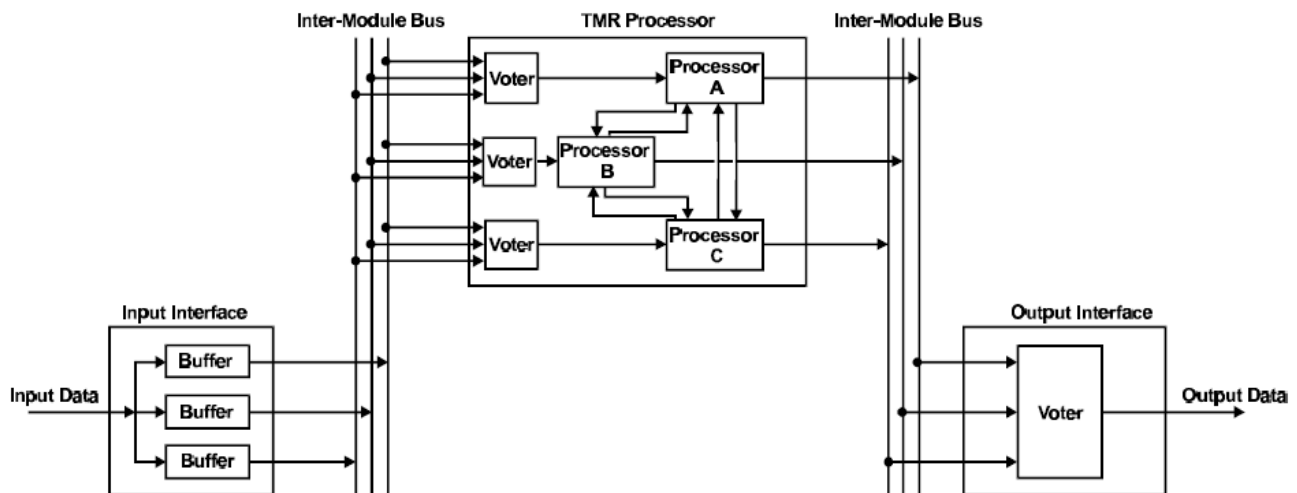 Inter-Module Bus
TMR Processor
Inter-Module Bus
Voter
Processor
A
Voter
Processor
B
Voter
Processor
C
Input Interface
Output Interface
Buffer
Input Data
Buffer
Voter
Output Data
Buffer